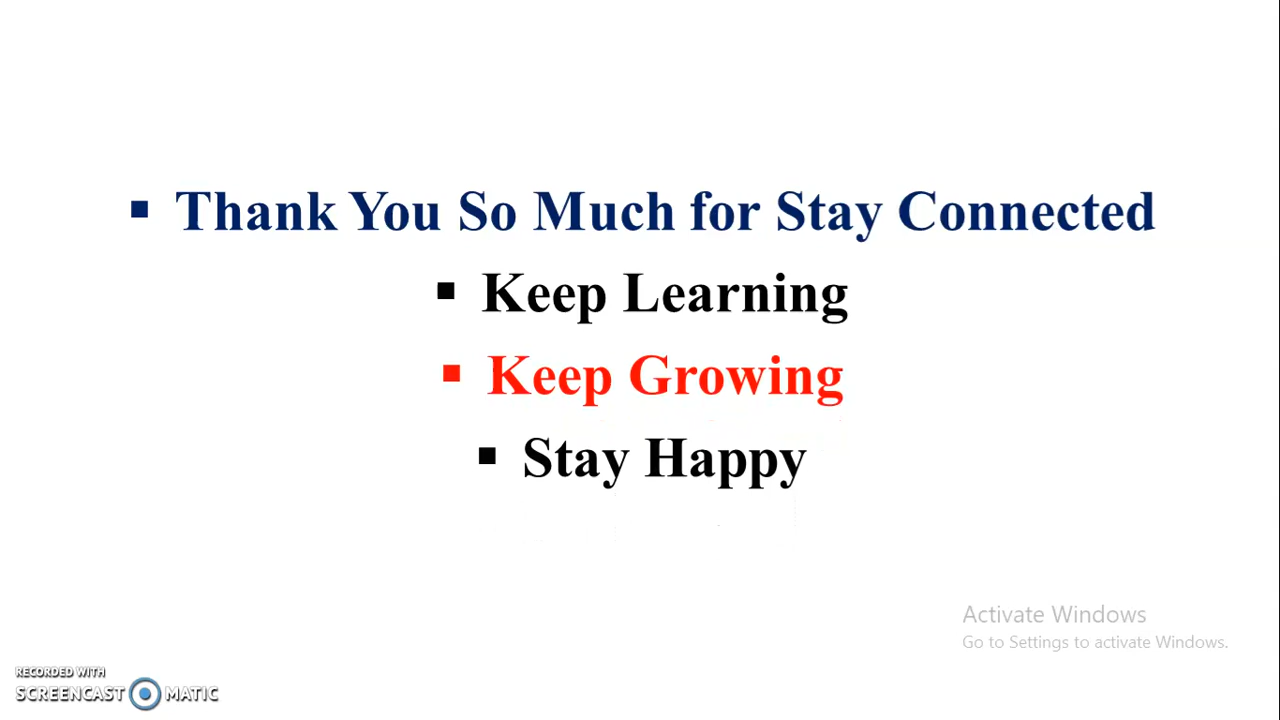 ▪ Thank You So Much for Stay Connected
▪ Keep Learning
▪ Keep Growing
▪ Stay Happy
Activate Windows
Go to Settings to activate Windows.
RECORDED WITH
SCREENCAST MATIC